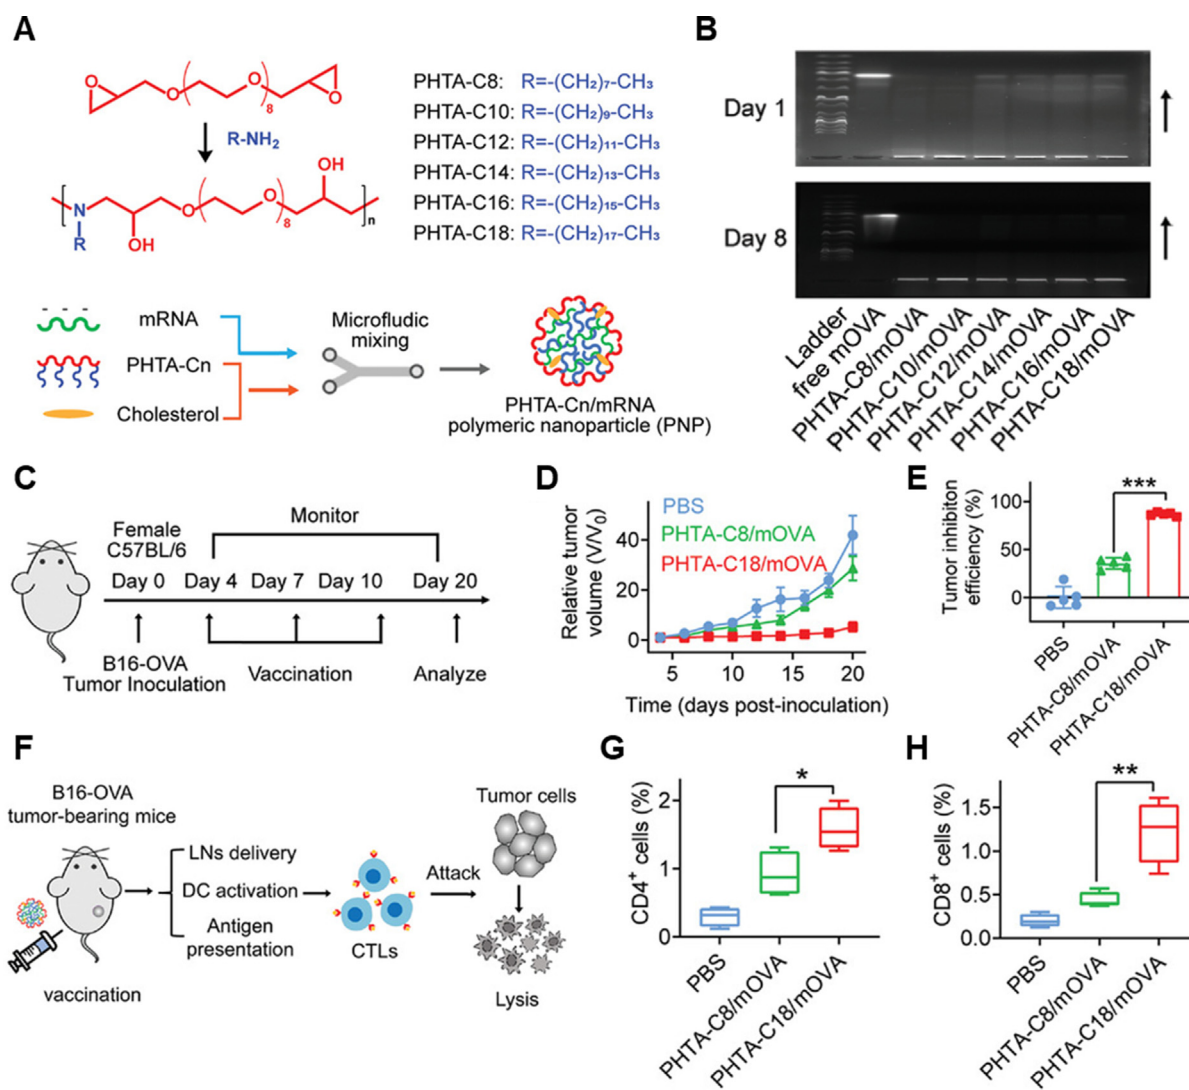 A
R-NH₂
O
O
O
O
8
[
N
R
OH
O
O
8
OH
]n
PHTA-C8: R=-(CH₂)₇-CH₃
PHTA-C10: R=-(CH₂)₉-CH₃
PHTA-C12: R=-(CH₂)₁₁-CH₃
PHTA-C14: R=-(CH₂)₁₃-CH₃
PHTA-C16: R=-(CH₂)₁₅-CH₃
PHTA-C18: R=-(CH₂)₁₇-CH₃
mRNA
PHTA-Cn
Cholesterol
Microfludic
mixing
PHTA-Cn/mRNA
polymeric nanoparticle (PNP)
B
Day 1
Day 8
Ladder
free mOVA
PHTA-C8/mOVA
PHTA-C10/mOVA
PHTA-C12/mOVA
PHTA-C14/mOVA
PHTA-C16/mOVA
PHTA-C18/mOVA
C
Female
C57BL/6
Monitor
Day 0 Day 4 Day 7 Day 10 Day 20
B16-OVA
Tumor Inoculation
Vaccination
Analyze
D
Relative tumor
volume (V/V₀)
40
20
0
PBS
PHTA-C8/mOVA
PHTA-C18/mOVA
5 10 15 20
Time (days post-inoculation)
E
Tumor inhibiton
efficiency (%)
100
50
0
***
PBS
PHTA-C8/mOVA
PHTA-C18/mOVA
F
B16-OVA
tumor-bearing mice
vaccination
LNs delivery
DC activation
Antigen
presentation
CTLs
Attack
Tumor cells
Lysis
G
CD4⁺ cells (%)
2
1
0
*
PBS
PHTA-C8/mOVA
PHTA-C18/mOVA
H
CD8⁺ cells (%)
1.5
1.0
0.5
0.0
**
PBS
PHTA-C8/mOVA
PHTA-C18/mOVA